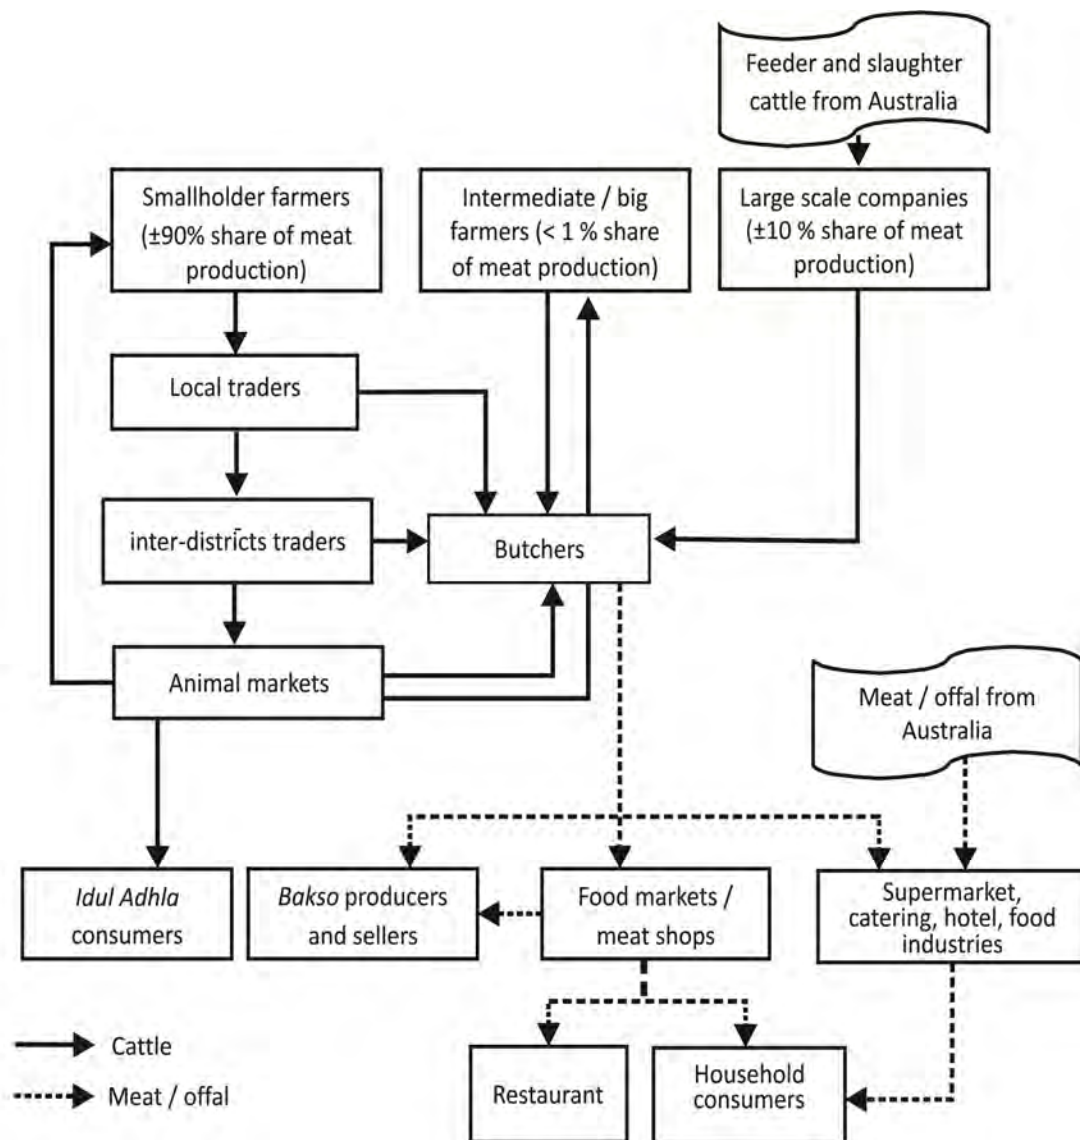 Feeder and slaughter
cattle from Australia
Smallholder farmers
(±90% share of meat
production)
Intermediate / big
farmers (< 1 % share
of meat production)
Large scale companies
(±10 % share of meat
production)
Local traders
inter-districts traders
Butchers
Animal markets
Meat / offal from
Australia
Idul Adhla
consumers
Bakso producers
and sellers
Food markets /
meat shops
Supermarket,
catering, hotel, food
industries
Cattle
Meat / offal
Restaurant
Household
consumers